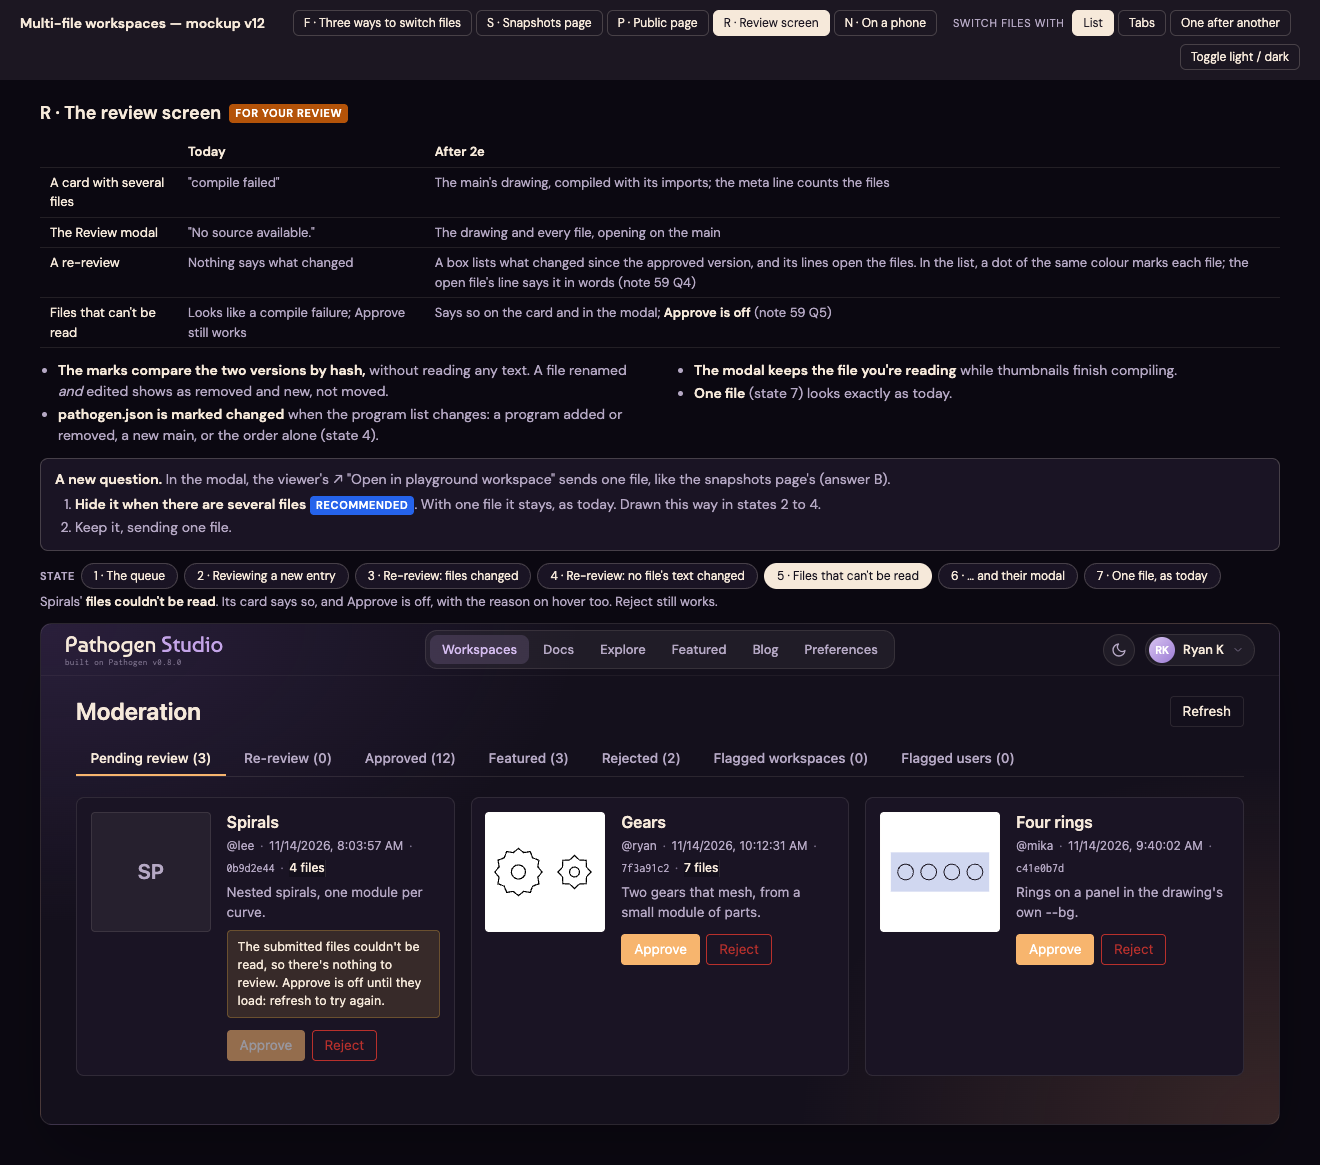 Multi-file workspaces — mockup v12
F · Three ways to switch files
S · Snapshots page
P · Public page
R · Review screen
N · On a phone
SWITCH FILES WITH
List
Tabs
One after another
Toggle light / dark
R · The review screen FOR YOUR REVIEW
Today
After 2e
A card with several files
"compile failed"
The main's drawing, compiled with its imports; the meta line counts the files
The Review modal
"No source available."
The drawing and every file, opening on the main
A re-review
Nothing says what changed
A box lists what changed since the approved version, and its lines open the files. In the list, a dot of the same colour marks each file; the
open file's line says it in words (note 59 Q4)
Files that can't be read
Looks like a compile failure; Approve
still works
Says so on the card and in the modal; Approve is off (note 59 Q5)
• The marks compare the two versions by hash, without reading any text. A file renamed
and edited shows as removed and new, not moved.
• pathogen.json is marked changed when the program list changes: a program added or
removed, a new main, or the order alone (state 4).
• The modal keeps the file you're reading while thumbnails finish compiling.
• One file (state 7) looks exactly as today.
A new question. In the modal, the viewer's ↗ "Open in playground workspace" sends one file, like the snapshots page's (answer B).
1. Hide it when there are several files RECOMMENDED. With one file it stays, as today. Drawn this way in states 2 to 4.
2. Keep it, sending one file.
STATE
1 · The queue
2 · Reviewing a new entry
3 · Re-review: files changed
4 · Re-review: no file's text changed
5 · Files that can't be read
6 · … and their modal
7 · One file, as today
Spirals' files couldn't be read. Its card says so, and Approve is off, with the reason on hover too. Reject still works.
Pathogen Studio
built on Pathogen v0.8.0
Workspaces
Docs
Explore
Featured
Blog
Preferences
RK
Ryan K
Moderation
Refresh
Pending review (3)
Re-review (0)
Approved (12)
Featured (3)
Rejected (2)
Flagged workspaces (0)
Flagged users (0)
SP
Spirals
@lee · 11/14/2026, 8:03:57 AM ·
0b9d2e44 · 4 files
Nested spirals, one module per
curve.
The submitted files couldn't be
read, so there's nothing to
review. Approve is off until they
load: refresh to try again.
Approve
Reject
Gears
@ryan · 11/14/2026, 10:12:31 AM ·
7f3a91c2 · 7 files
Two gears that mesh, from a
small module of parts.
Approve
Reject
Four rings
@mika · 11/14/2026, 9:40:02 AM ·
c41e0b7d
Rings on a panel in the drawing's
own --bg.
Approve
Reject